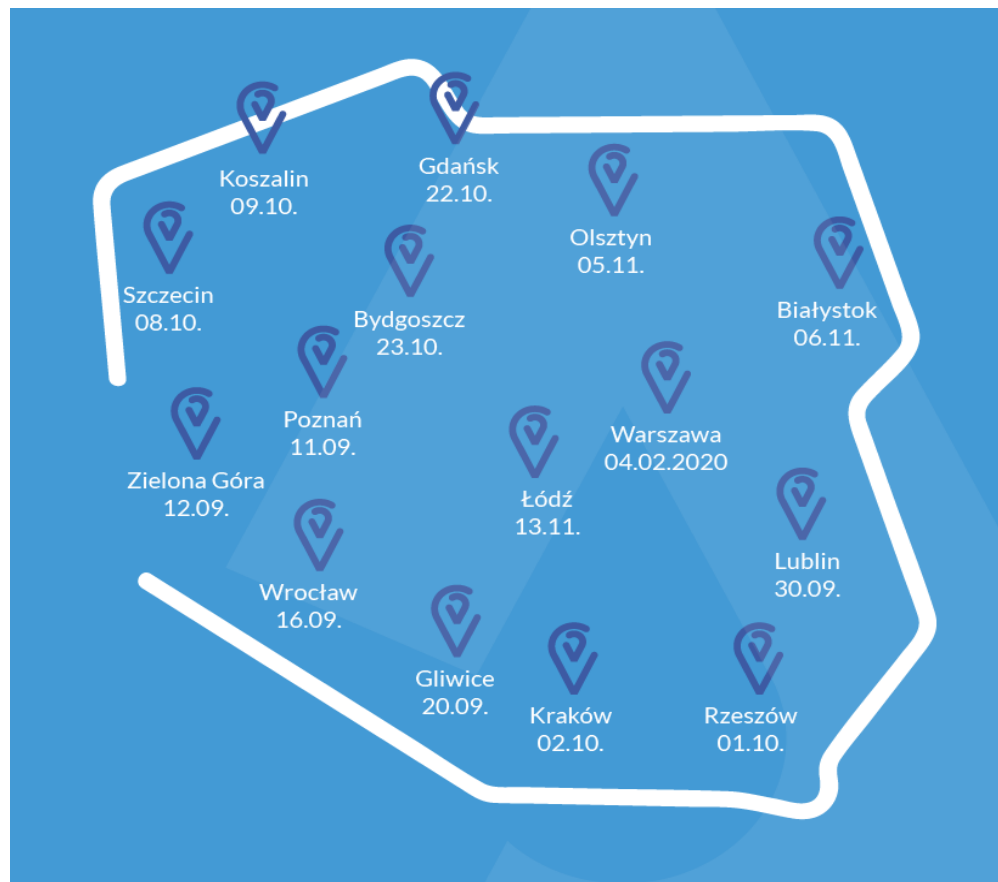 Koszalin
09.10.
Gdańsk
22.10.
Olsztyn
05.11.
Szczecin
08.10.
Bydgoszcz
23.10.
Białystok
06.11.
Poznań
11.09.
Warszawa
04.02.2020
Zielona Góra
12.09.
Łódź
13.11.
Lublin
30.09.
Wrocław
16.09.
Gliwice
20.09.
Kraków
02.10.
Rzeszów
01.10.